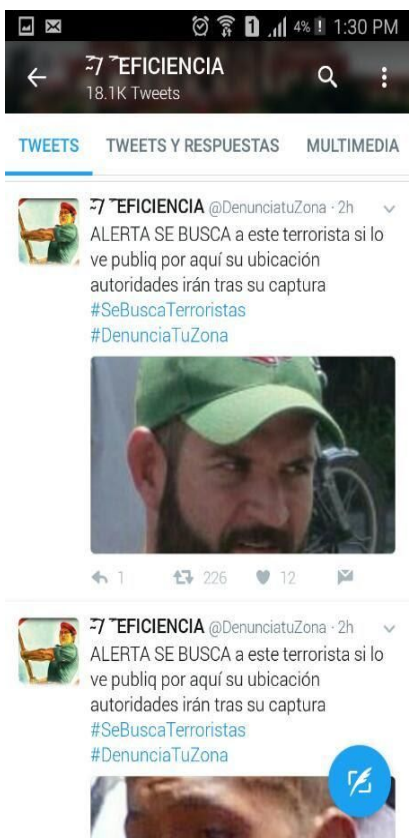 4% 1:30 PM
EFICIENCIA
18.1K Tweets
TWEETS TWEETS Y RESPUESTAS MULTIMEDIA
EFICIENCIA @DenunciatuZona · 2h
ALERTA SE BUSCA a este terrorista si lo
ve publiq por aquí su ubicación
autoridades irán tras su captura
#SeBuscaTerroristas
#DenunciaTuZona
1 226 12
EFICIENCIA @DenunciatuZona · 2h
ALERTA SE BUSCA a este terrorista si lo
ve publiq por aquí su ubicación
autoridades irán tras su captura
#SeBuscaTerroristas
#DenunciaTuZona